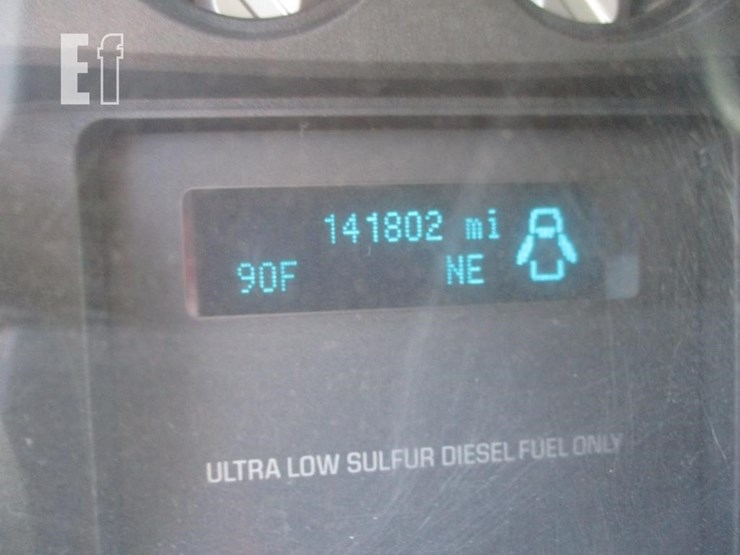 Ef
141802 mi
90F NE
ULTRA LOW SULFUR DIESEL FUEL ONLY